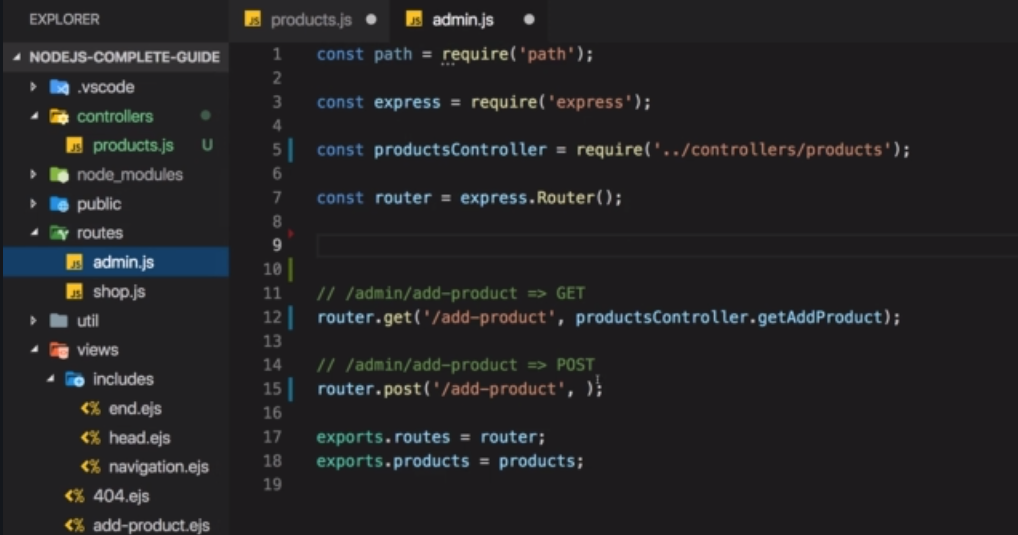 EXPLORER
NODEJS-COMPLETE-GUIDE
.vscode
controllers
products.js U
node_modules
public
routes
admin.js
shop.js
util
views
includes
end.ejs
head.ejs
navigation.ejs
404.ejs
add-product.ejs
JS products.js
JS admin.js
1 const path = require('path');
2
3 const express = require('express');
4
5 const productsController = require('../controllers/products');
6
7 const router = express.Router();
8
9
10
11 // /admin/add-product => GET
12 router.get('/add-product', productsController.getAddProduct);
13
14 // /admin/add-product => POST
15 router.post('/add-product', );
16
17 exports.routes = router;
18 exports.products = products;
19